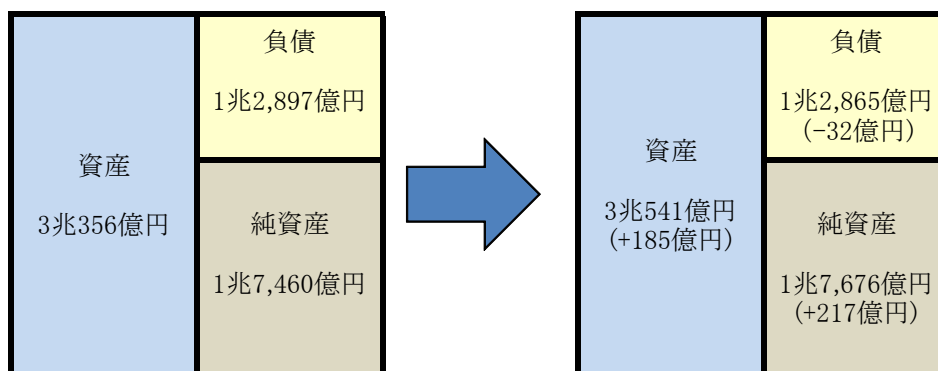 資産
3兆356億円
負債
1兆2,897億円
純資産
1兆7,460億円
資産
3兆541億円
(+185億円)
負債
1兆2,865億円
(-32億円)
純資産
1兆7,676億円
(+217億円)